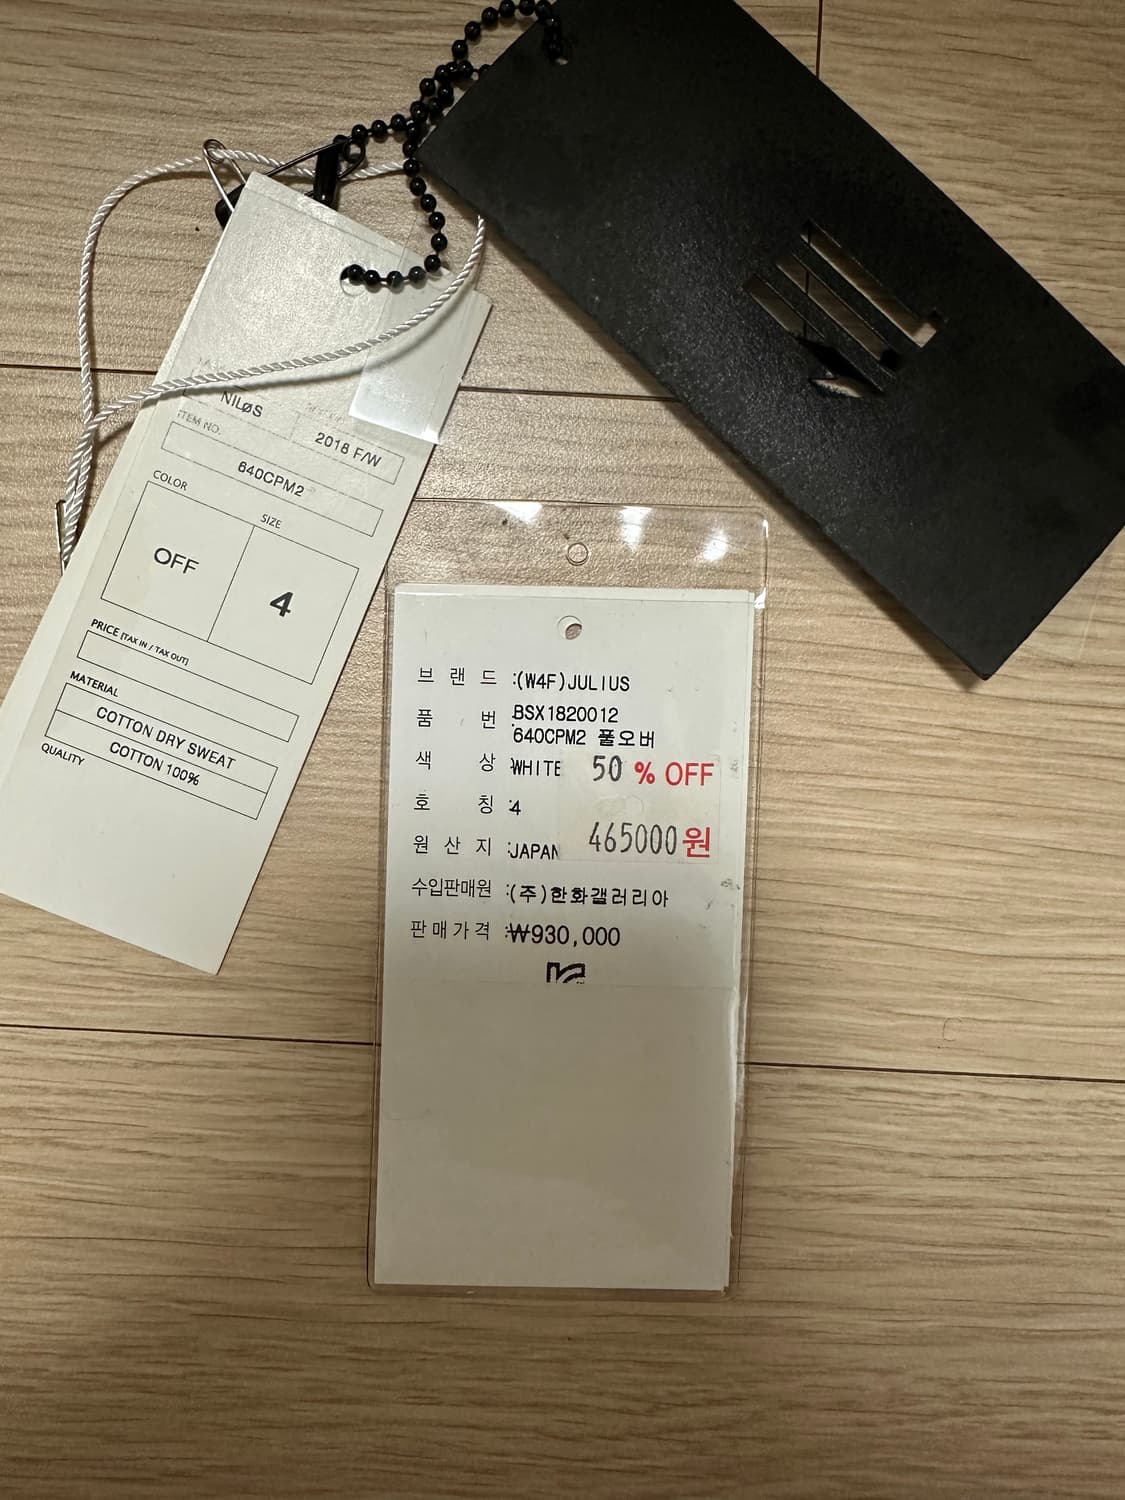 NILøS
2018 F/W
ITEM NO.
640CPM2
COLOR
SIZE
OFF
4
PRICE [TAX IN / TAX OUT]
MATERIAL
COTTON DRY SWEAT
COTTON 100%
QUALITY
브 랜 드 :(W4F)JULIUS
품 번 :BSX1820012
640CPM2 풀오버
색 상 :WHITE
50 % OFF
호 칭 :4
465000원
원 산 지 :JAPAN
수입판매원 :(주)한화갤러리아
판 매 가 격 :₩930,000